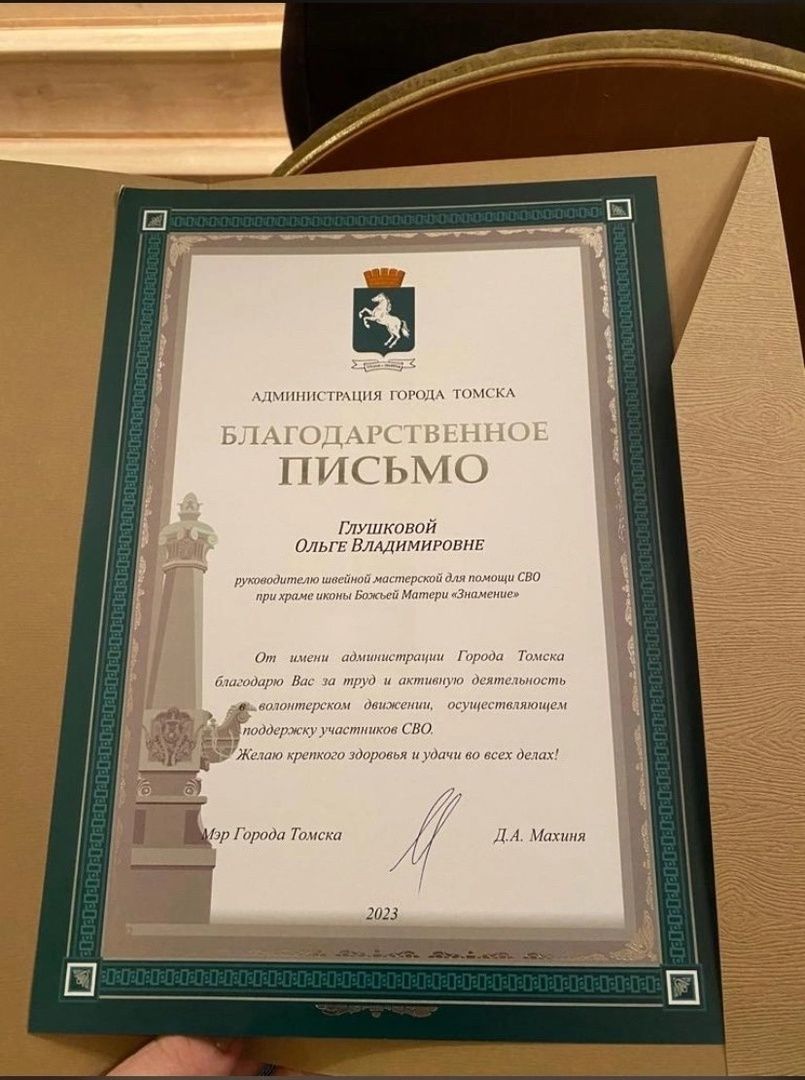 АДМИНИСТРАЦИЯ ГОРОДА ТОМСКА
БЛАГОДАРСТВЕННОЕ
ПИСЬМО
ГЛУШКОВОЙ
ОЛЬГЕ ВЛАДИМИРОВНЕ
руководителю швейной мастерской для помощи СВО
при храме иконы Божьей Матери «Знамение»
От имени администрации Города Томска
благодарю Вас за труд и активную деятельность
в волонтерском движении, осуществляющем
поддержку участников СВО.
Желаю крепкого здоровья и удачи во всех делах!
Мэр Города Томска
Д.А. Махиня
2023